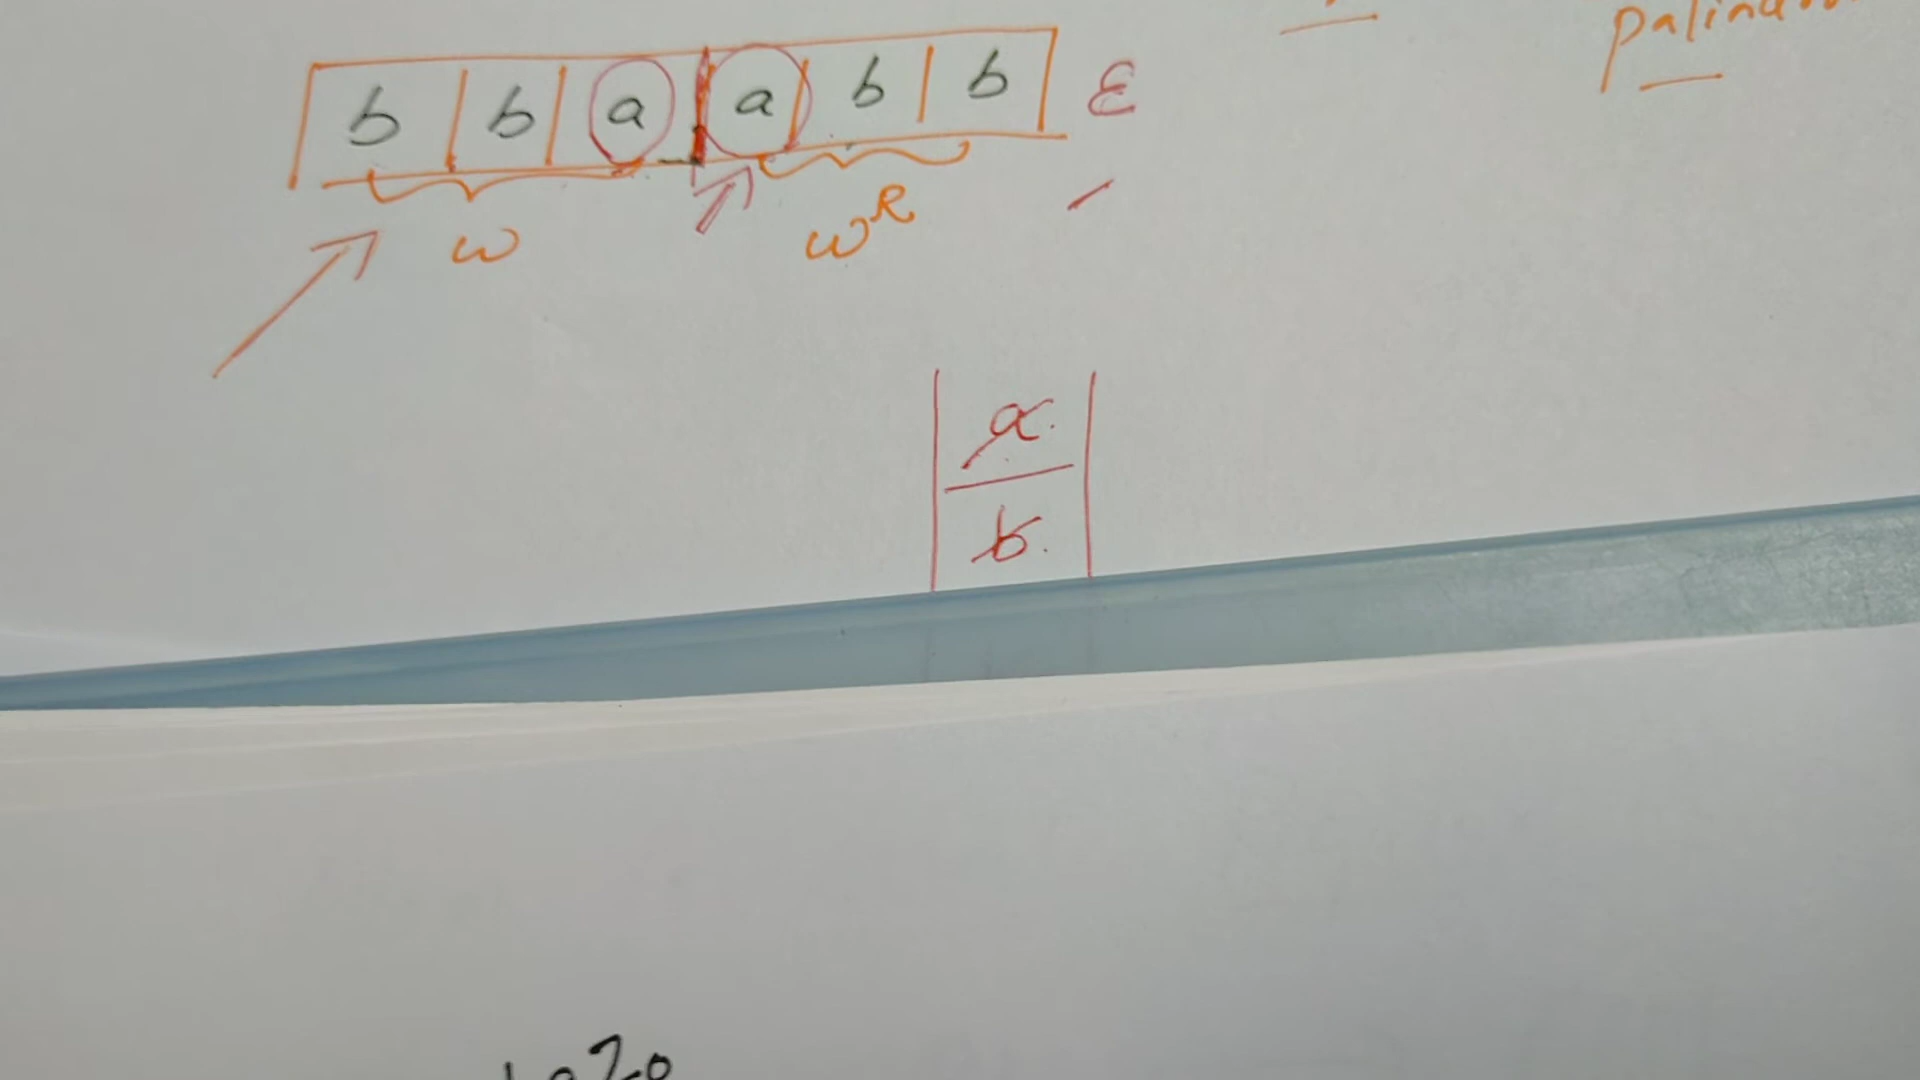 b b a a b b ε
w w^R
a
b